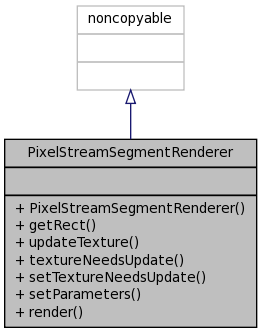 noncopyable
PixelStreamSegmentRenderer
+ PixelStreamSegmentRenderer()
+ getRect()
+ updateTexture()
+ textureNeedsUpdate()
+ setTextureNeedsUpdate()
+ setParameters()
+ render()